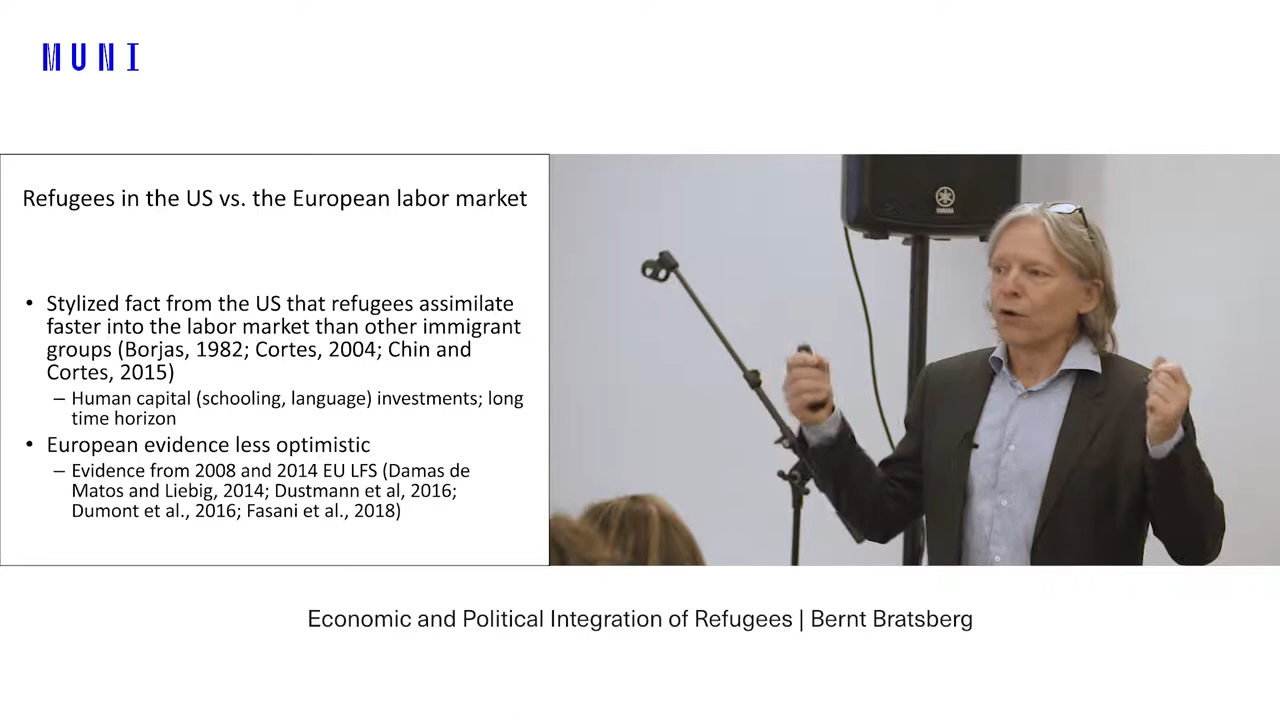 MUNI
Refugees in the US vs. the European labor market
• Stylized fact from the US that refugees assimilate
faster into the labor market than other immigrant
groups (Borjas, 1982; Cortes, 2004; Chin and
Cortes, 2015)
– Human capital (schooling, language) investments; long
time horizon
• European evidence less optimistic
– Evidence from 2008 and 2014 EU LFS (Damas de
Matos and Liebig, 2014; Dustmann et al, 2016;
Dumont et al., 2016; Fasani et al., 2018)
YAMAHA
Economic and Political Integration of Refugees | Bernt Bratsberg